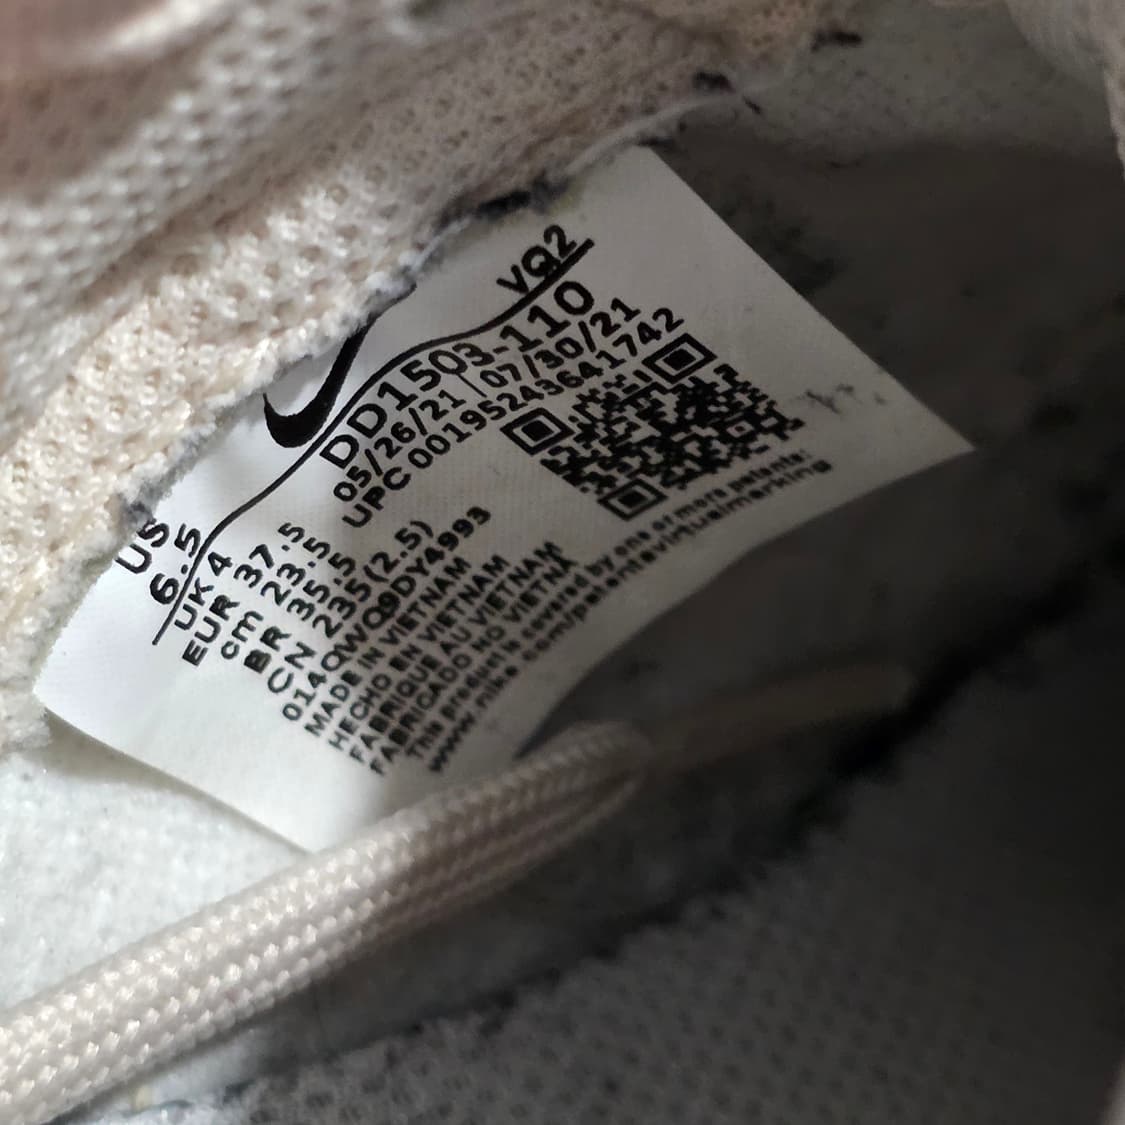 VQ2
DD1503-110
05/26/21 | 07/30/21
UPC 00195243641742
US
6.5
UK 4
EUR 37.5
cm 23.5
BR 35.5
CN 235(2.5)
0140WQ9DY4993
MADE IN VIETNAM
HECHO EN VIETNAM
FABRIQUE AU VIETNAM
FABRICADO NO VIETNÃ
This product is covered by one or more patents:
www.nike.com/patentsvirtualmarking